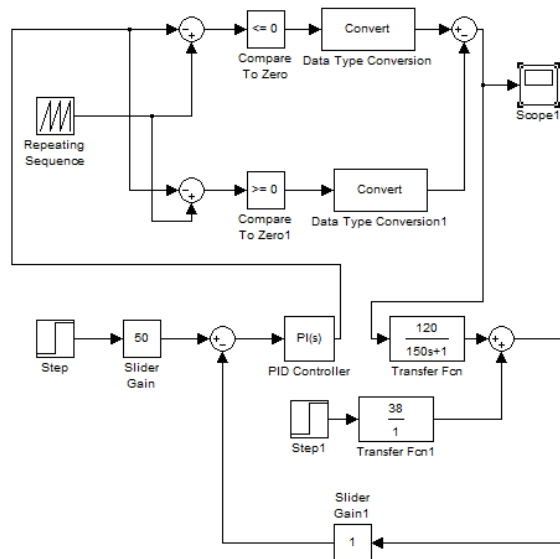 <= 0
Compare
To Zero
Convert
Data Type Conversion
Scope1
Repeating
Sequence
>= 0
Compare
To Zero1
Convert
Data Type Conversion1
Step
50
Slider
Gain
PI(s)
PID Controller
120
150s+1
Transfer Fcn
Step1
38
1
Transfer Fcn1
Slider
Gain1
1